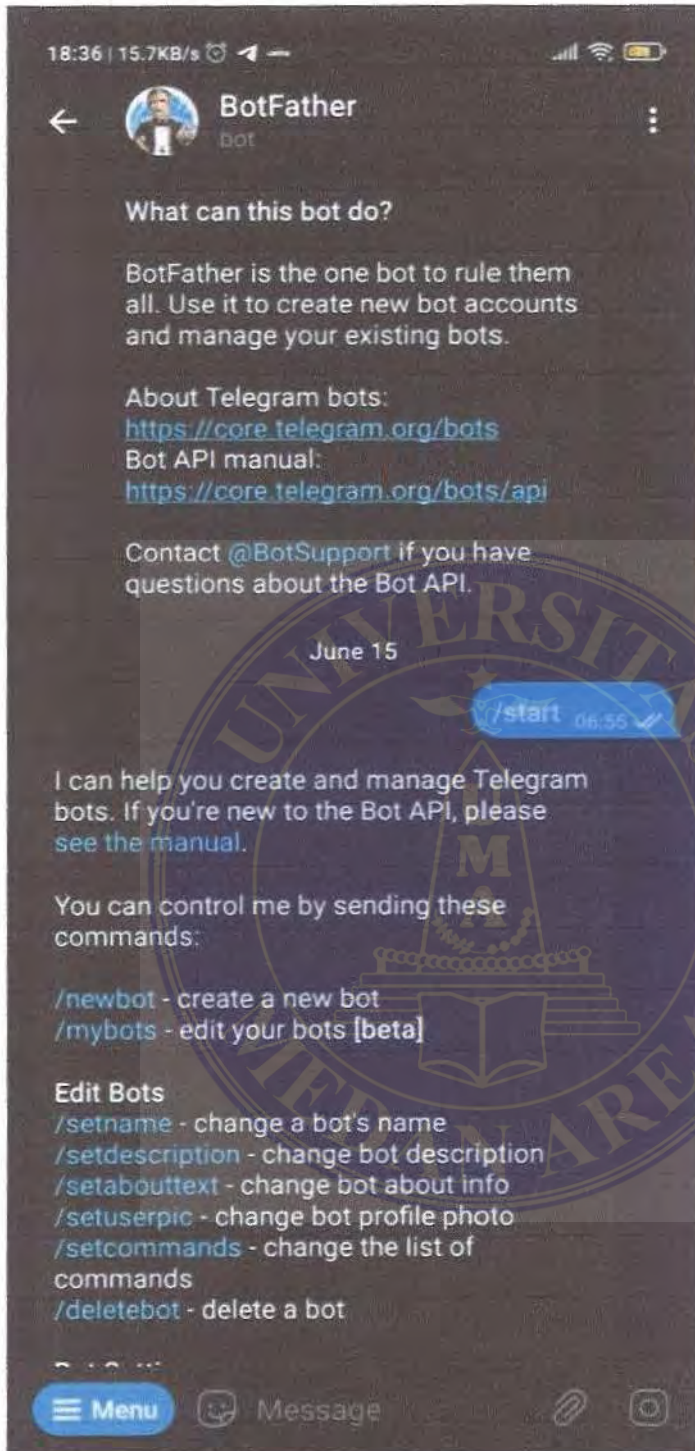 18:36 | 15.7KB/s
BotFather
bot
What can this bot do?
BotFather is the one bot to rule them
all. Use it to create new bot accounts
and manage your existing bots.
About Telegram bots:
https://core.telegram.org/bots
Bot API manual:
https://core.telegram.org/bots/api
Contact @BotSupport if you have
questions about the Bot API.
June 15
/start 06:55
I can help you create and manage Telegram
bots. If you're new to the Bot API, please
see the manual.
You can control me by sending these
commands:
/newbot - create a new bot
/mybots - edit your bots [beta]
Edit Bots
/setname - change a bot's name
/setdescription - change bot description
/setabouttext - change bot about info
/setuserpic - change bot profile photo
/setcommands - change the list of
commands
/deletebot - delete a bot
Menu
Message
UNIVERSITA
UMA
MEDAN AREA